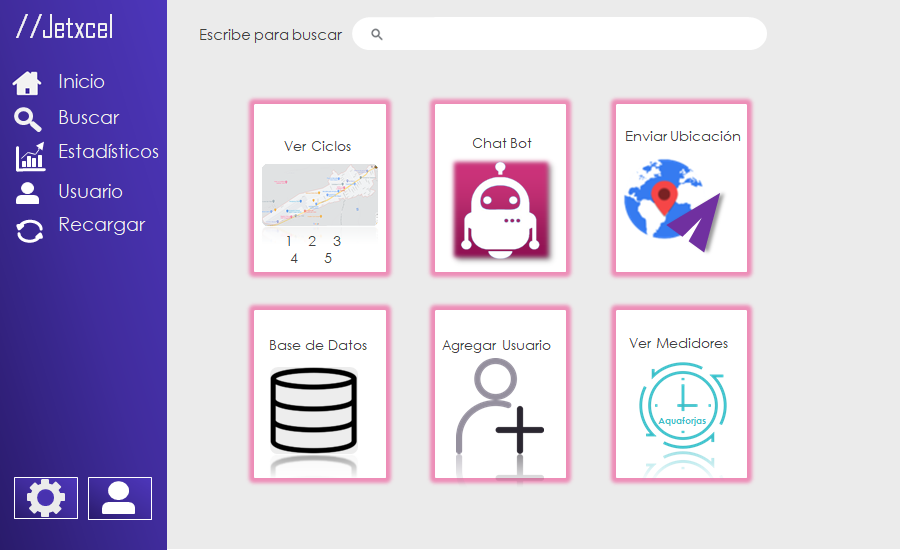 //Jetxcel
Inicio
Buscar
Estadísticos
Usuario
Recargar
Escribe para buscar
Ver Ciclos
1 2 3
4 5
Chat Bot
Enviar Ubicación
Base de Datos
Agregar Usuario
Ver Medidores
Aquaforjas